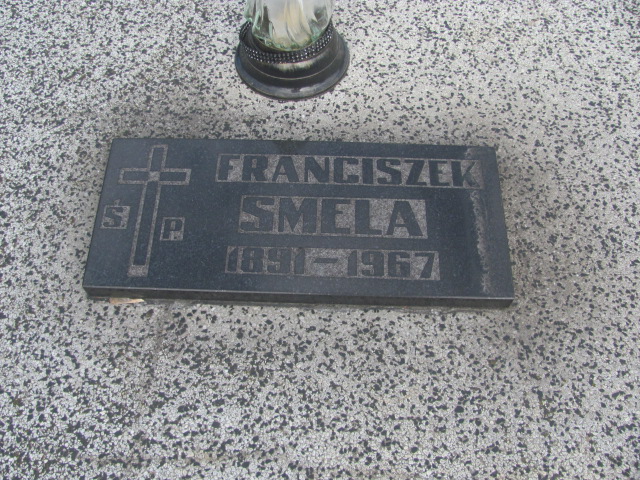 Ś. P.
FRANCISZEK
SMELA
1891-1967